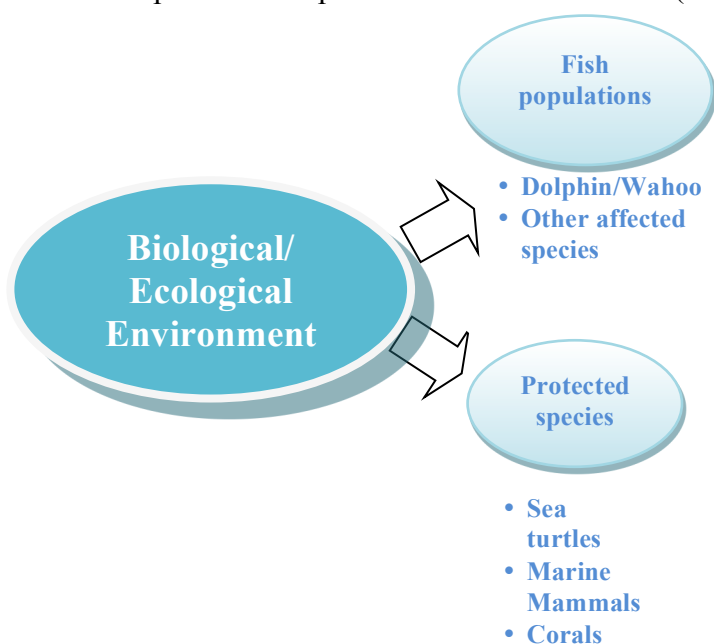 Fish
populations
• Dolphin/Wahoo
• Other affected
species
Biological/
Ecological
Environment
Protected
species
• Sea
turtles
• Marine
Mammals
• Corals